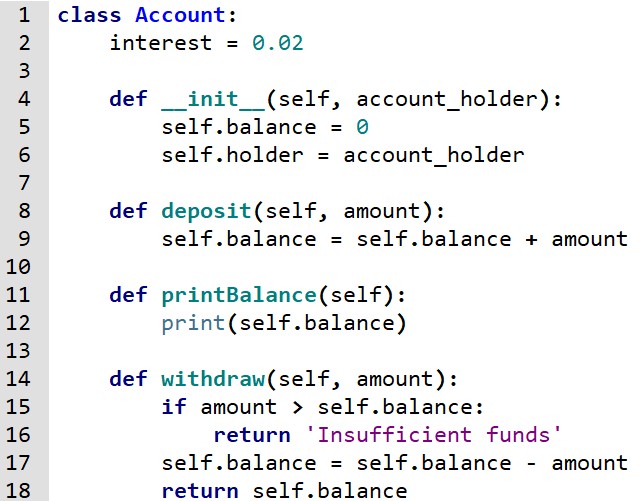 1 class Account:
2     interest = 0.02
3
4     def __init__(self, account_holder):
5         self.balance = 0
6         self.holder = account_holder
7
8     def deposit(self, amount):
9         self.balance = self.balance + amount
10
11     def printBalance(self):
12         print(self.balance)
13
14     def withdraw(self, amount):
15         if amount > self.balance:
16             return 'Insufficient funds'
17         self.balance = self.balance - amount
18         return self.balance